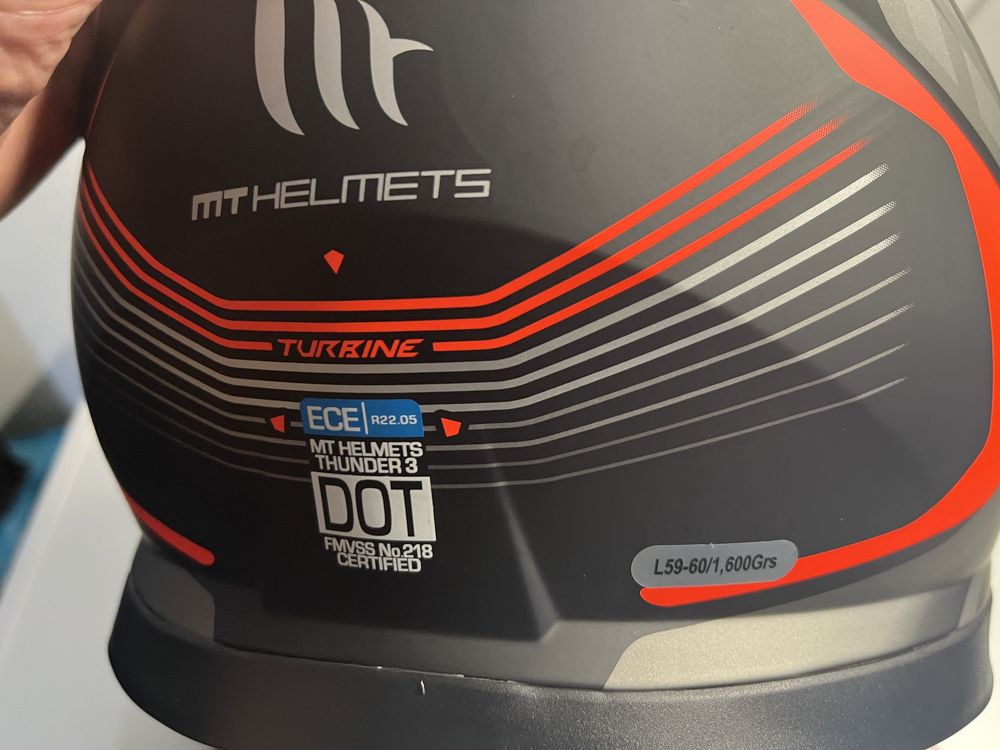 MT HELMETS
TURBINE
ECE R22.05
MT HELMETS
THUNDER 3
DOT
FMVSS No.218
CERTIFIED
L59-60/1,600Grs